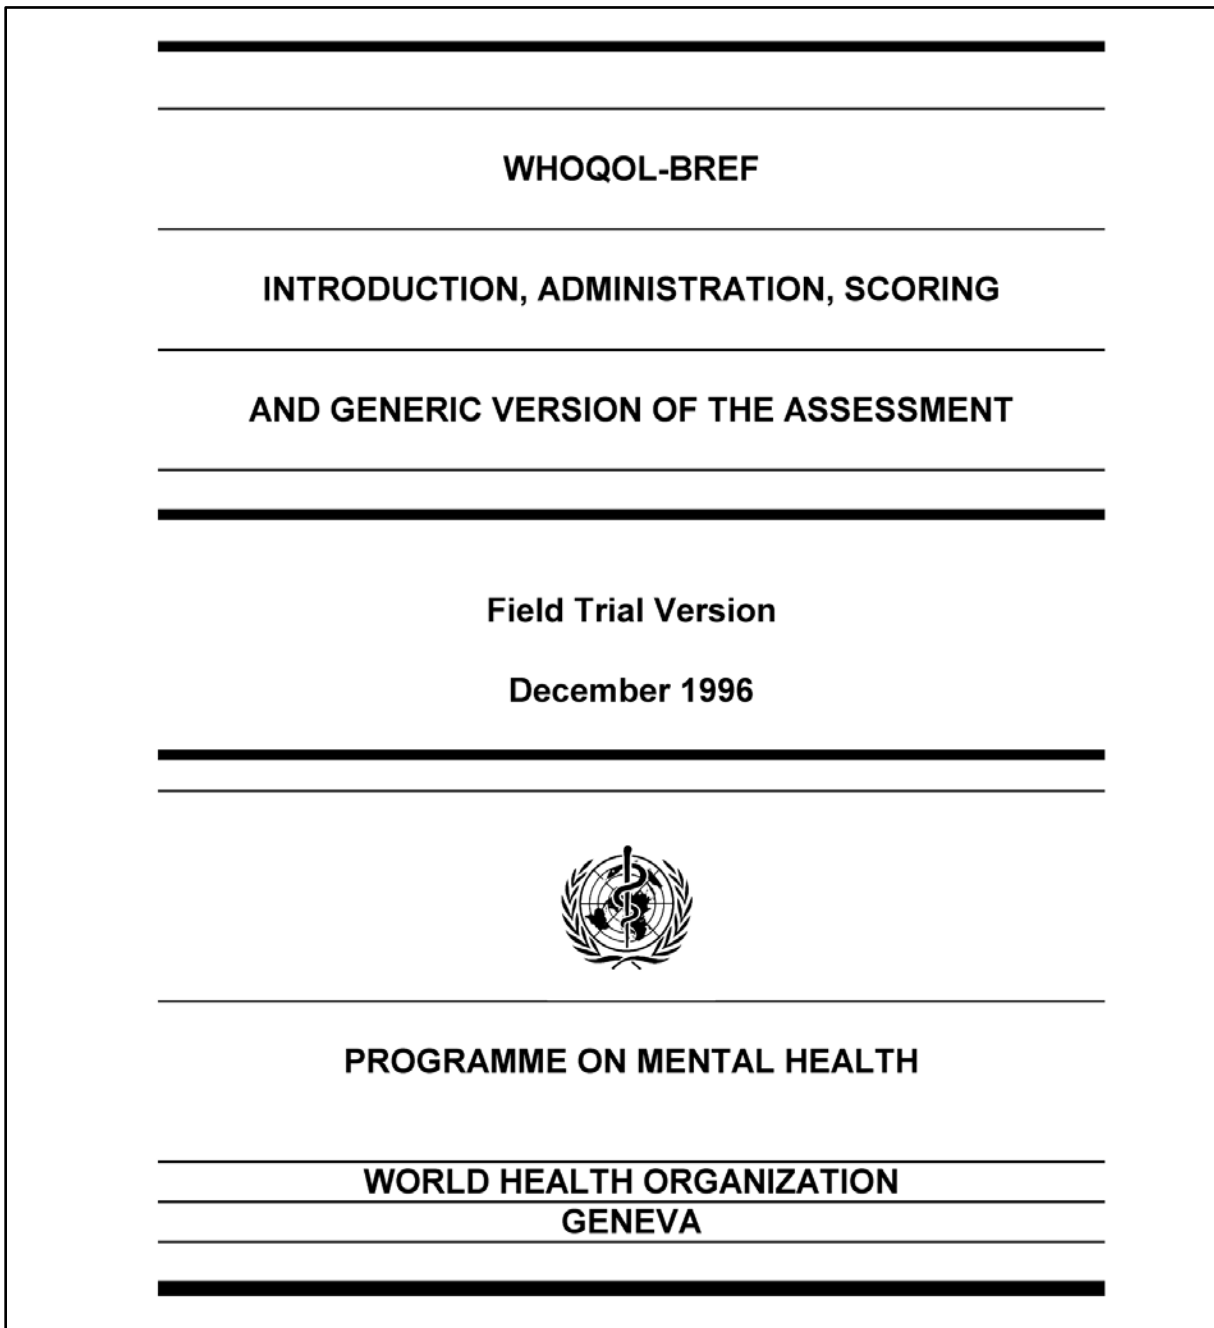 WHOQOL-BREF
INTRODUCTION, ADMINISTRATION, SCORING
AND GENERIC VERSION OF THE ASSESSMENT
Field Trial Version
December 1996
PROGRAMME ON MENTAL HEALTH
WORLD HEALTH ORGANIZATION
GENEVA